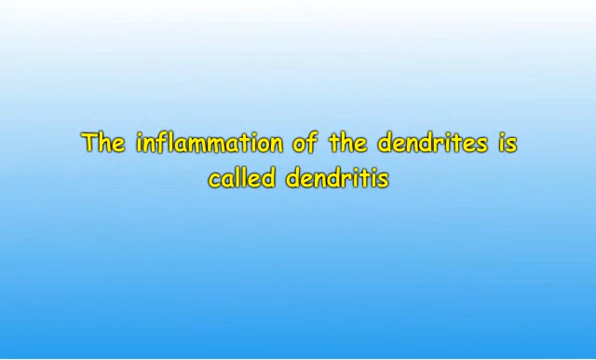 The inflammation of the dendrites is
called dendritis